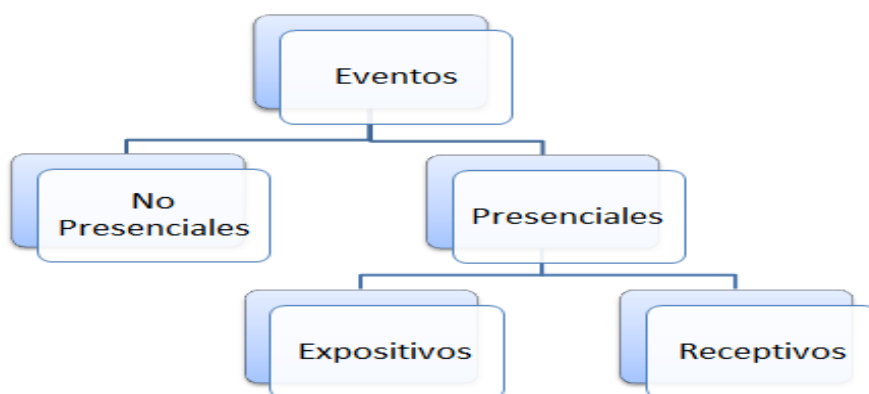 Eventos
No
Presenciales
Presenciales
Expositivos
Receptivos